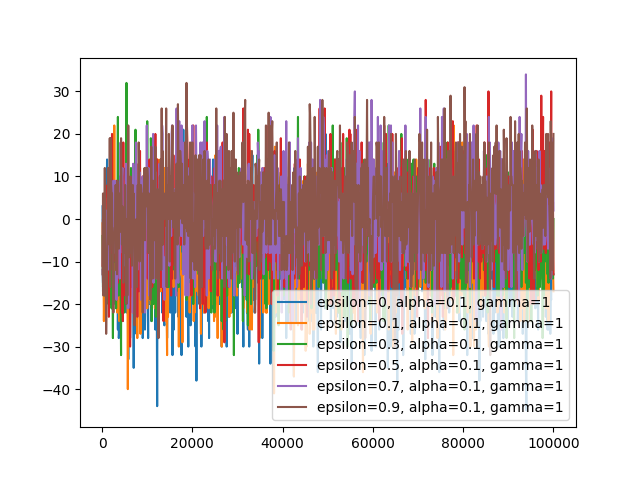 30
20
10
0
−10
−20
−30
−40
epsilon=0, alpha=0.1, gamma=1
epsilon=0.1, alpha=0.1, gamma=1
epsilon=0.3, alpha=0.1, gamma=1
epsilon=0.5, alpha=0.1, gamma=1
epsilon=0.7, alpha=0.1, gamma=1
epsilon=0.9, alpha=0.1, gamma=1
0 20000 40000 60000 80000 100000